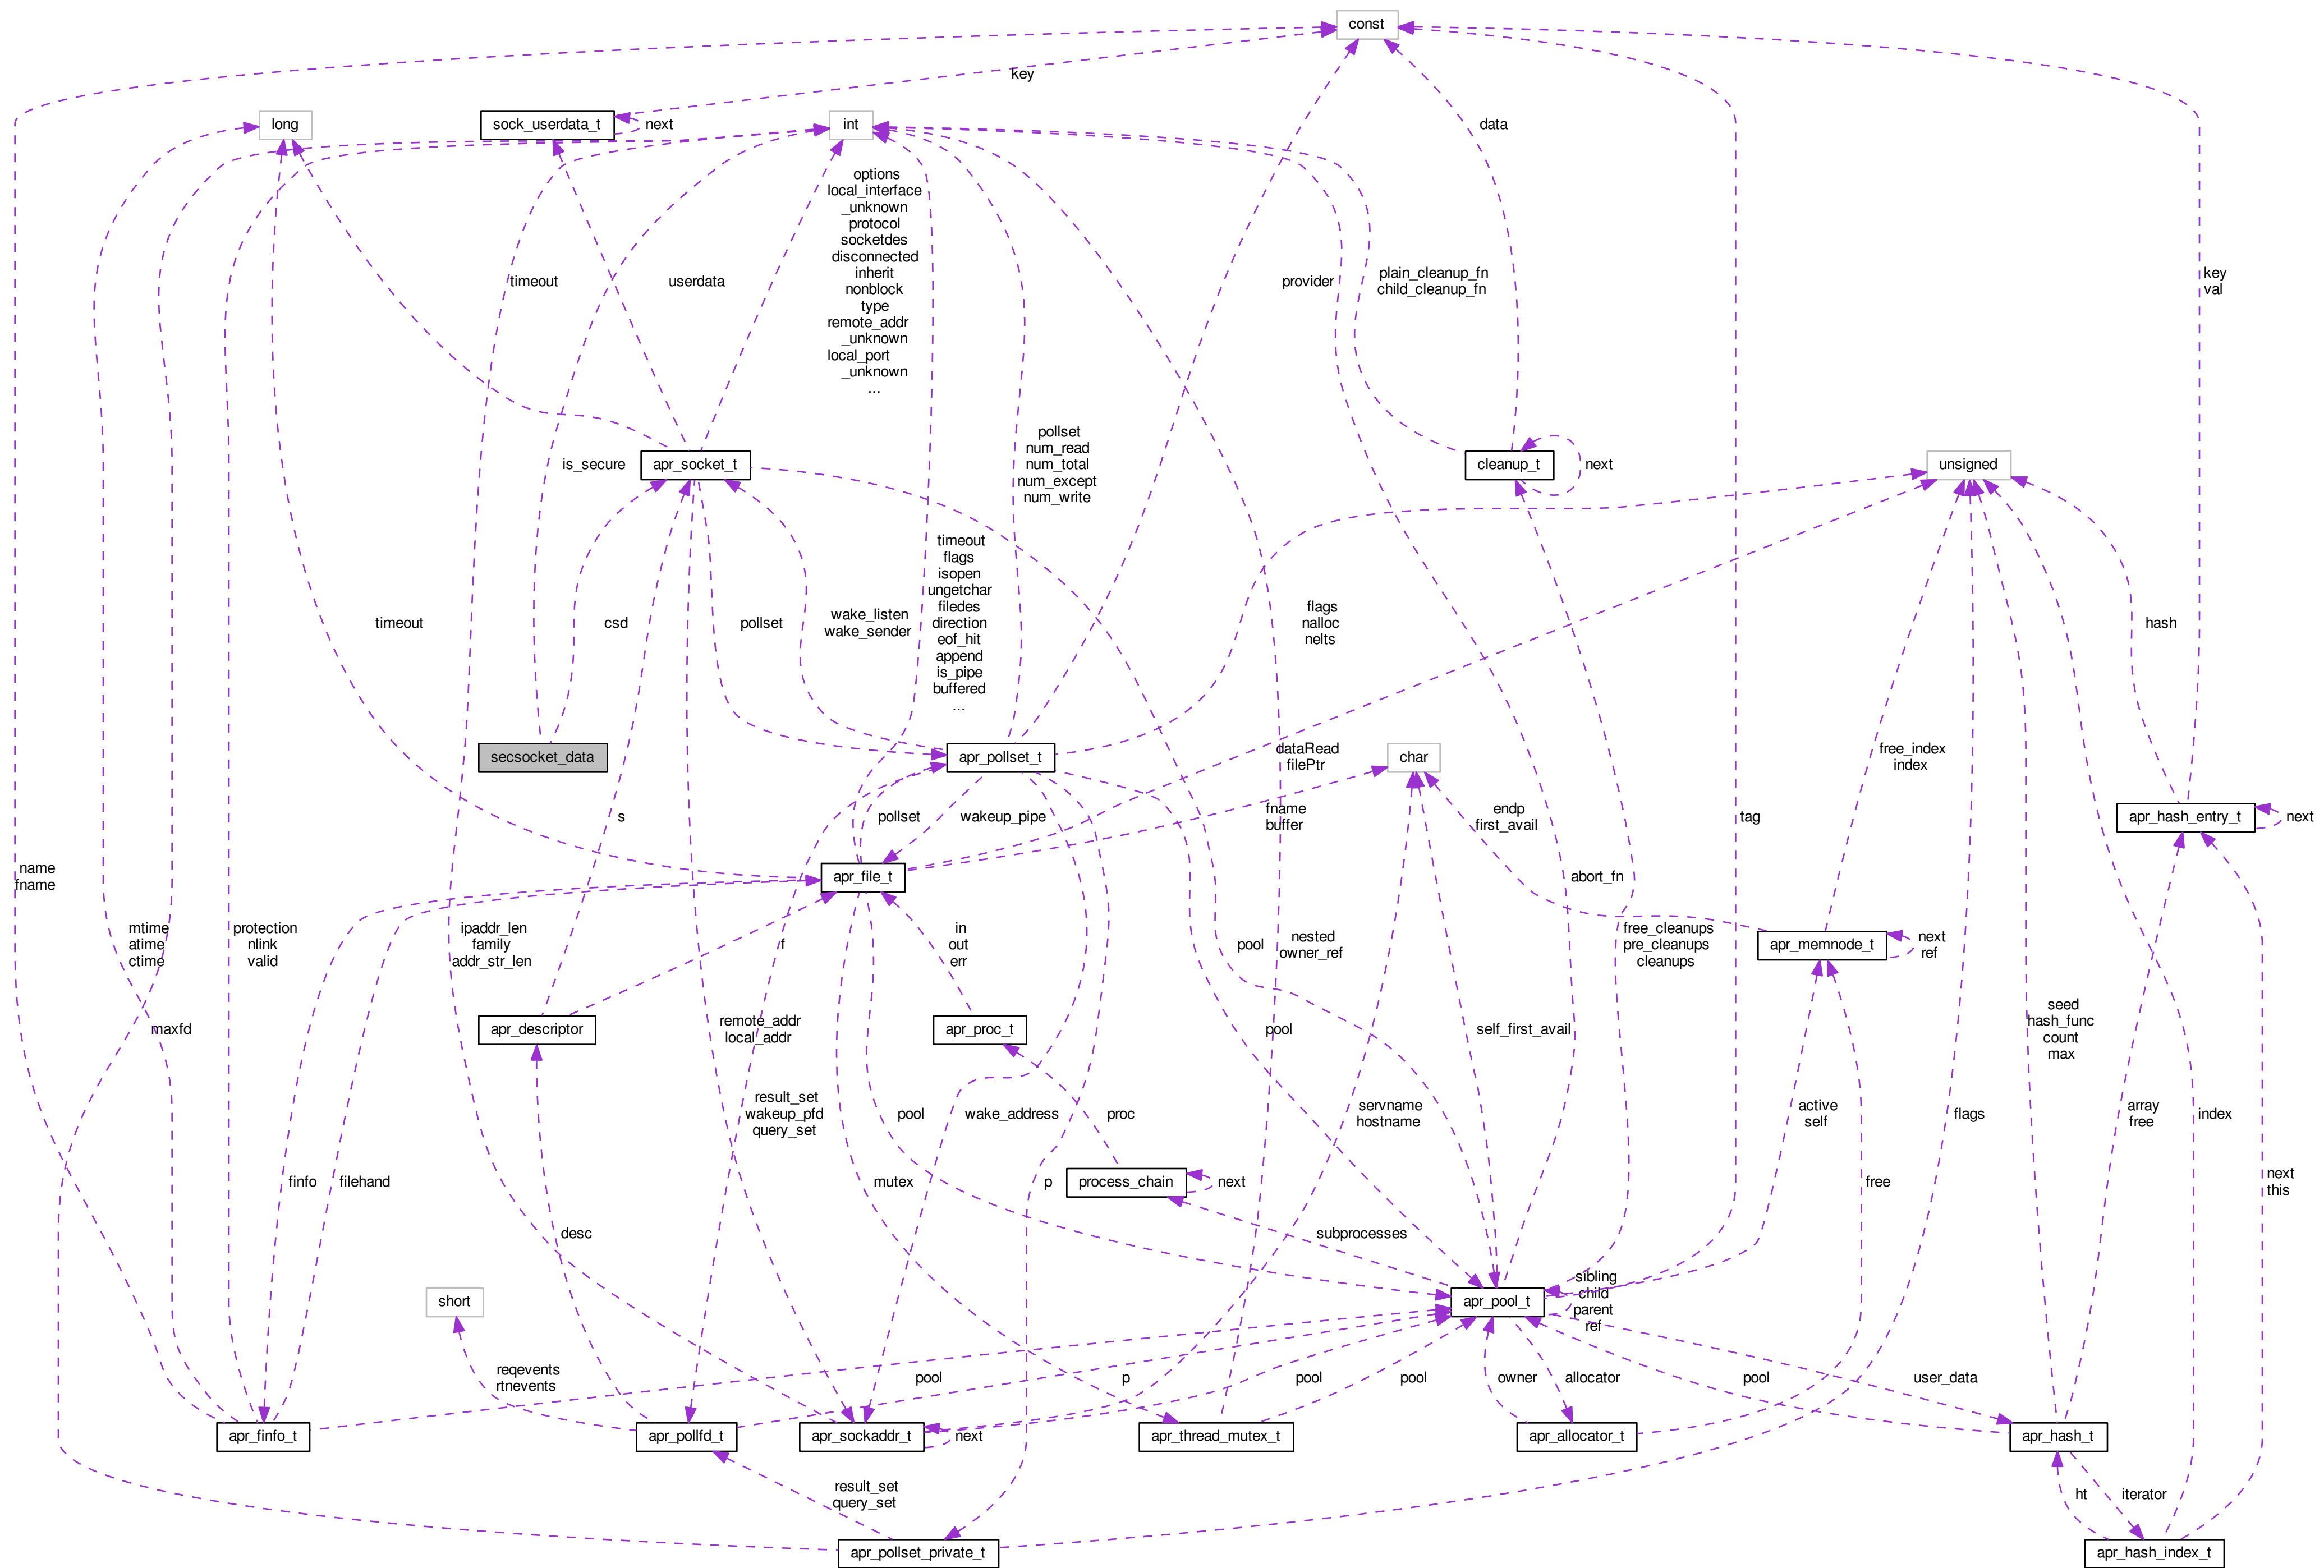 const
key
long
sock_userdata_t
next
int
data
options
local_interface
_unknown
protocol
socketdes
disconnected
inherit
nonblock
type
remote_addr
_unknown
local_port
_unknown
...
timeout
userdata
provider
plain_cleanup_fn
child_cleanup_fn
key
val
pollset
num_read
num_total
num_except
num_write
is_secure
apr_socket_t
cleanup_t
next
unsigned
timeout
flags
isopen
ungetchar
filedes
direction
eof_hit
append
is_pipe
buffered
...
timeout
csd
pollset
wake_listen
wake_sender
flags
nalloc
nelts
hash
secsocket_data
apr_pollset_t
dataRead
filePtr
char
free_index
index
s
pollset
wakeup_pipe
fname
buffer
endp
first_avail
tag
apr_hash_entry_t
next
name
fname
apr_file_t
abort_fn
mtime
atime
ctime
protection
nlink
valid
ipaddr_len
family
addr_str_len
f
in
out
err
pool
nested
owner_ref
free_cleanups
pre_cleanups
cleanups
apr_memnode_t
next
ref
maxfd
apr_descriptor
remote_addr
local_addr
apr_proc_t
pool
self_first_avail
seed
hash_func
count
max
result_set
wakeup_pfd
query_set
pool
wake_address
proc
servname
hostname
active
self
flags
array
free
index
finfo
filehand
mutex
p
process_chain
next
free
next
this
desc
subprocesses
short
apr_pool_t
sibling
child
parent
ref
reqevents
rtnevents
pool
p
pool
pool
owner
allocator
pool
user_data
apr_finfo_t
apr_pollfd_t
apr_sockaddr_t
next
apr_thread_mutex_t
apr_allocator_t
apr_hash_t
result_set
query_set
ht
iterator
apr_pollset_private_t
apr_hash_index_t